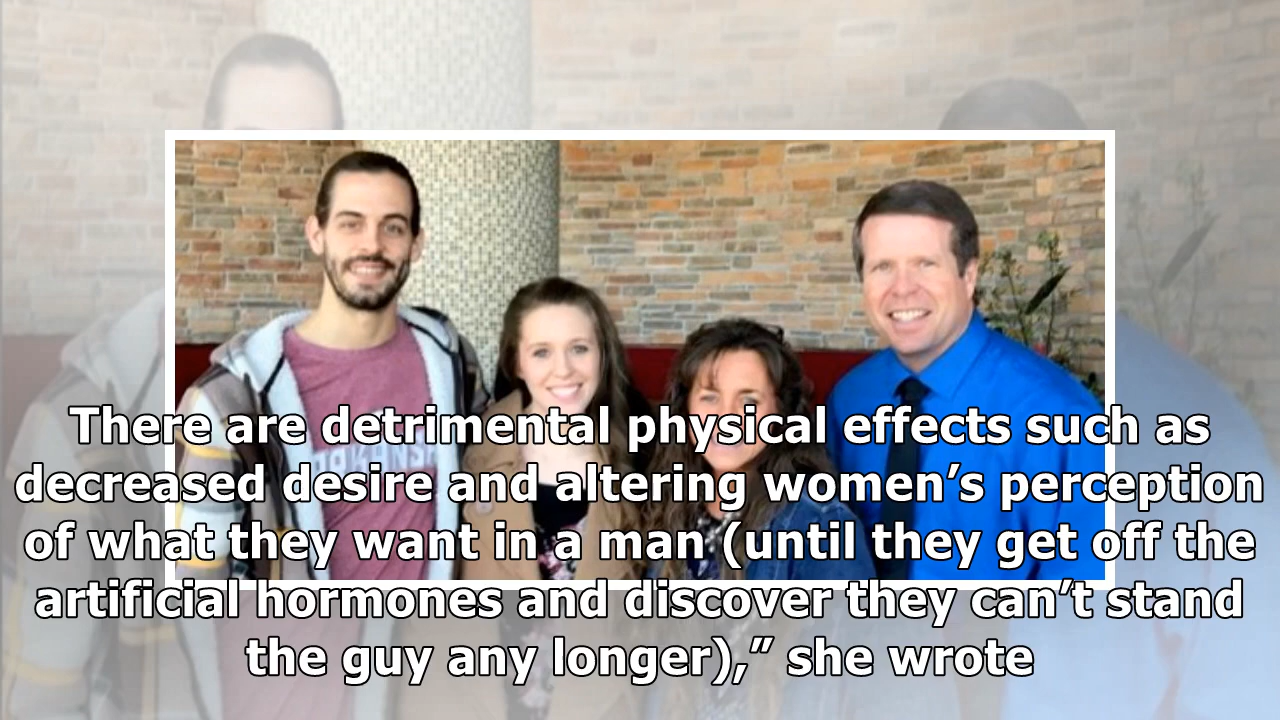 There are detrimental physical effects such as
decreased desire and altering women’s perception
of what they want in a man (until they get off the
artificial hormones and discover they can’t stand
the guy any longer),” she wrote